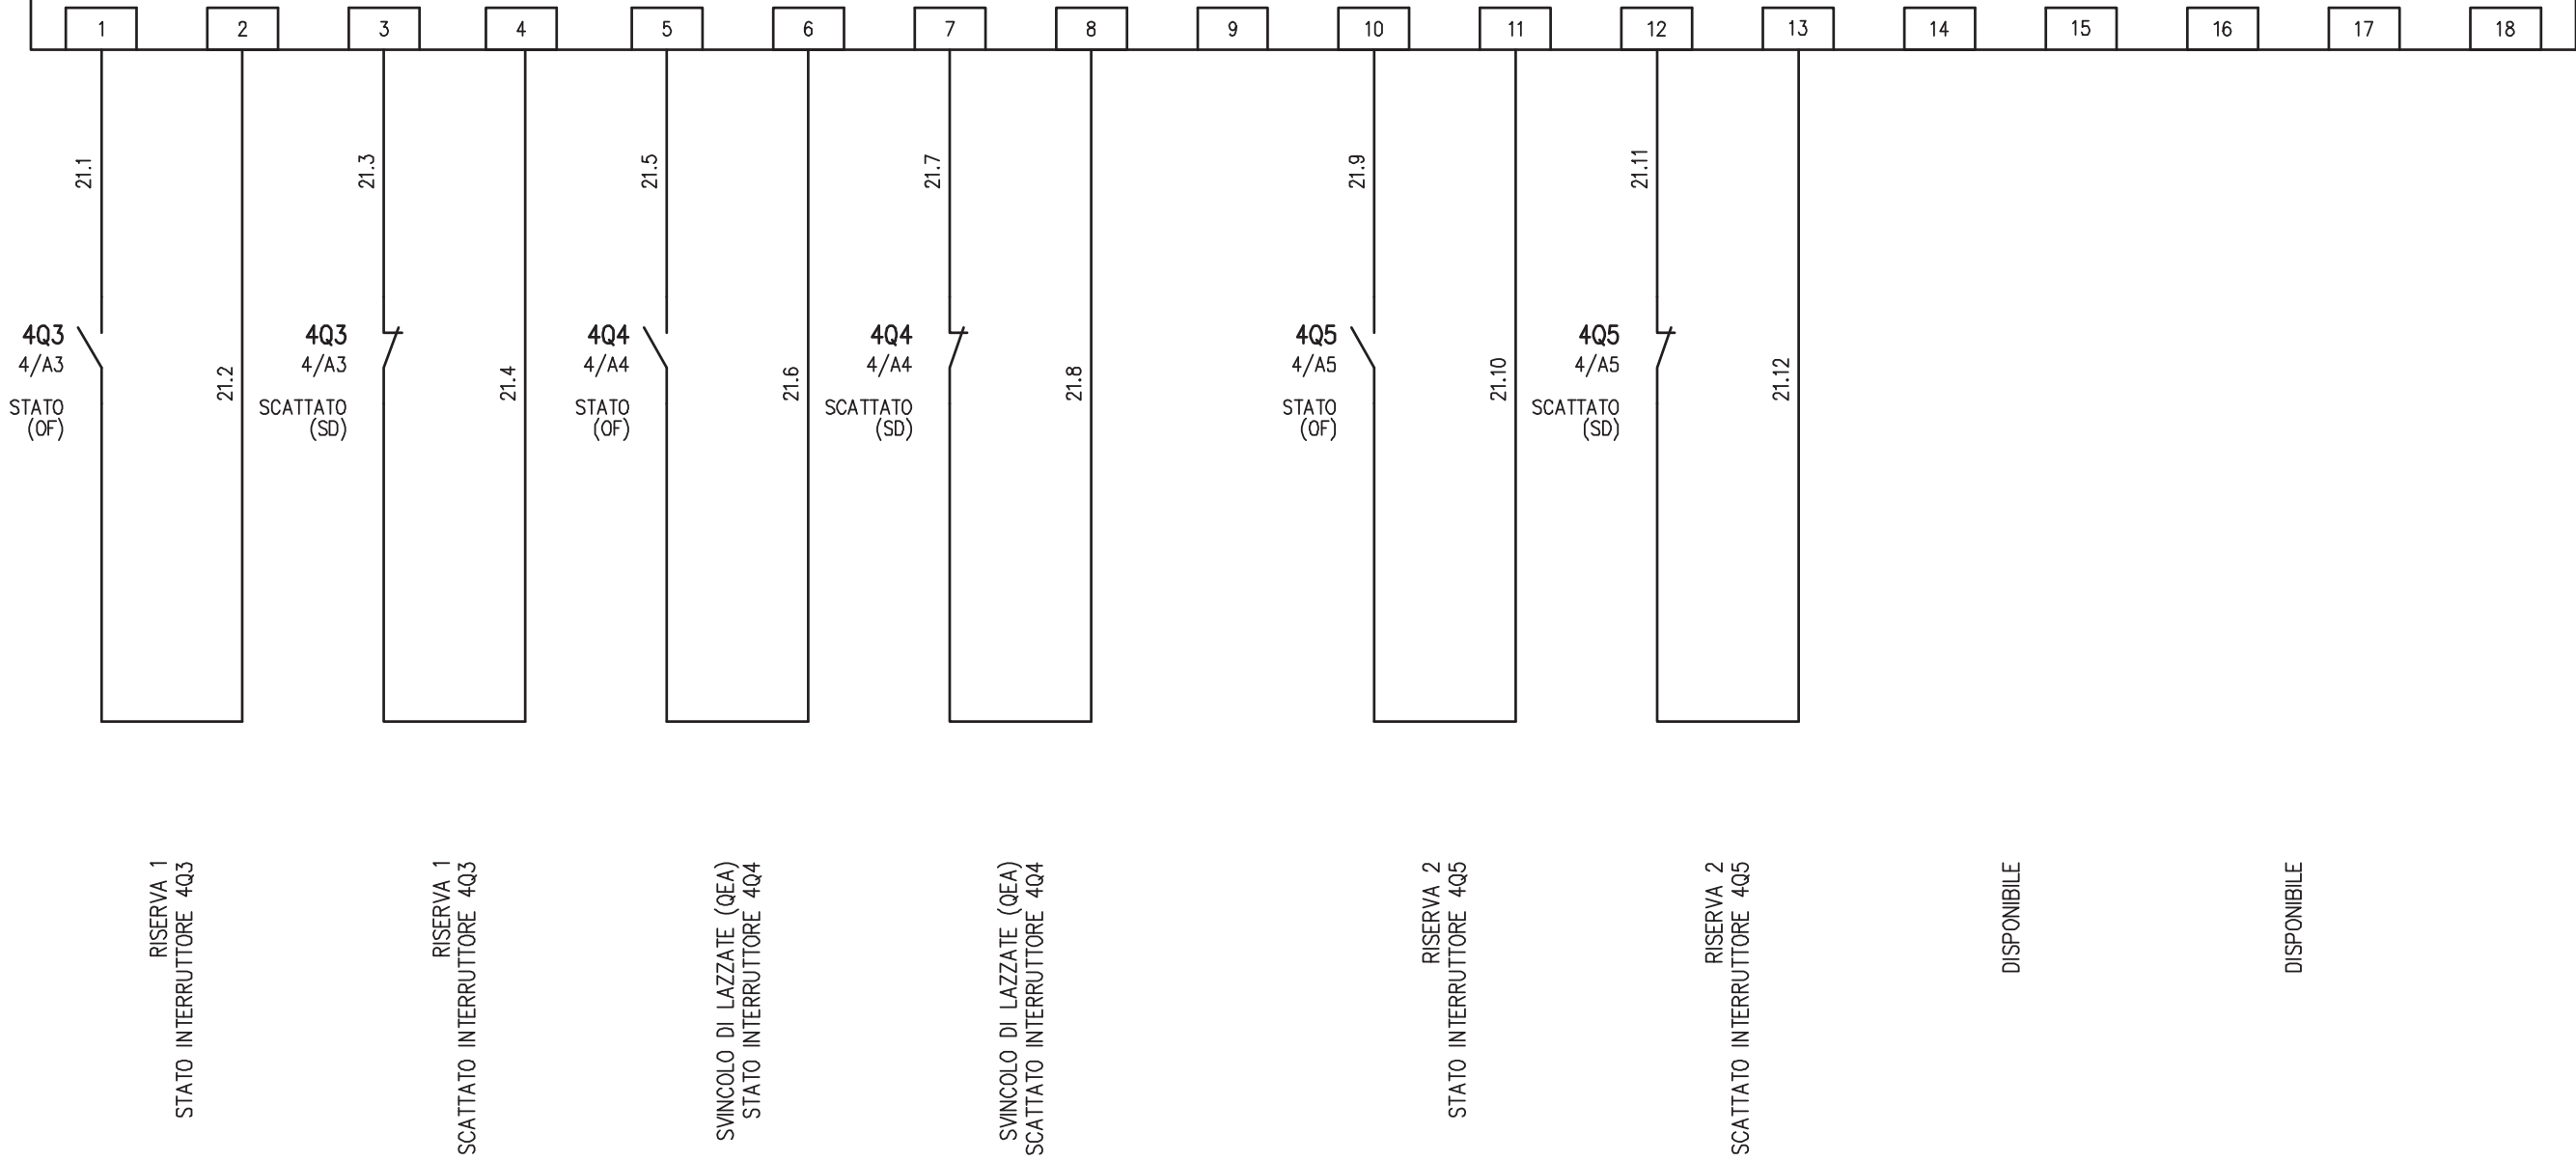 1 2 3 4 5 6 7 8 9 10 11 12 13 14 15 16 17 18
21.1 21.3 21.5 21.7 21.9 21.11
4Q3 4Q3 4Q4 4Q4 4Q5 4Q5
4/A3 4/A3 4/A4 4/A4 4/A5 4/A5
21.2 21.4 21.6 21.8 21.10 21.12
STATO SCATTATO STATO SCATTATO STATO SCATTATO
(OF) (SD) (OF) (SD) (OF) (SD)
RISERVA 1
STATO INTERRUTTORE 4Q3
RISERVA 1
SCATTATO INTERRUTTORE 4Q3
SVINCOLO DI LAZZATE (QEA)
STATO INTERRUTTORE 4Q4
SVINCOLO DI LAZZATE (QEA)
SCATTATO INTERRUTTORE 4Q4
RISERVA 2
STATO INTERRUTTORE 4Q5
RISERVA 2
SCATTATO INTERRUTTORE 4Q5
DISPONIBILE
DISPONIBILE